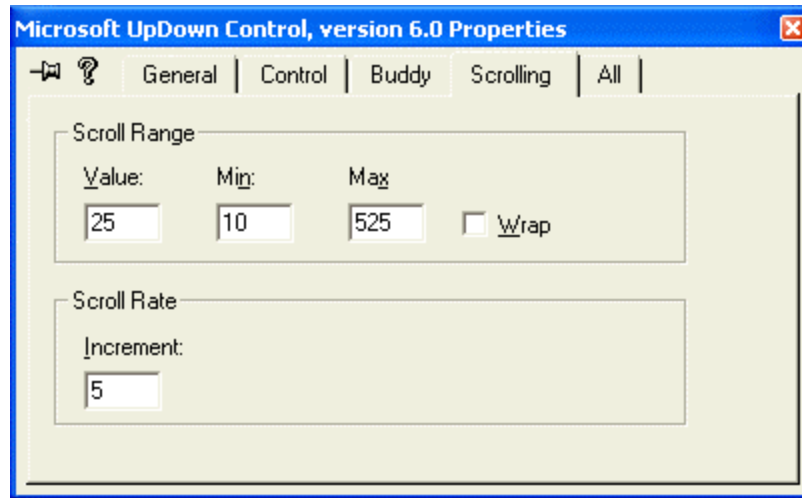 Microsoft UpDown Control, version 6.0 Properties
General Control Buddy Scrolling All
Scroll Range
Value: Min: Max
25 10 525 Wrap
Scroll Rate
Increment:
5